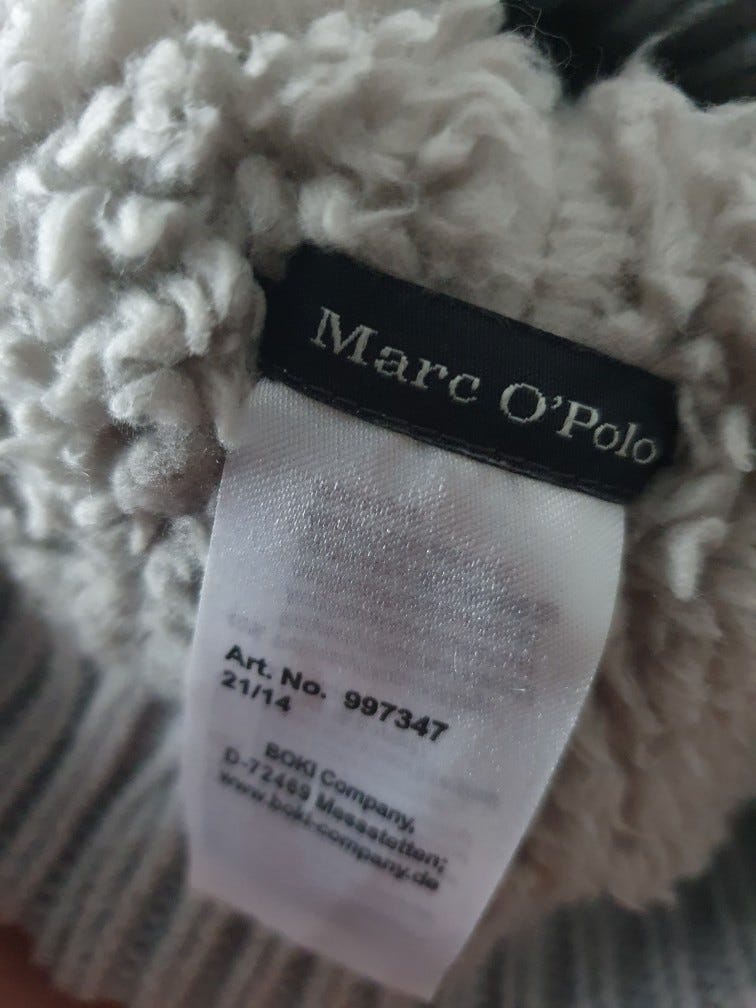 Marc O'Polo
Art. No. 997347
21/14
BOKI Company,
D-72469 Messstetten;
www.boki-company.de